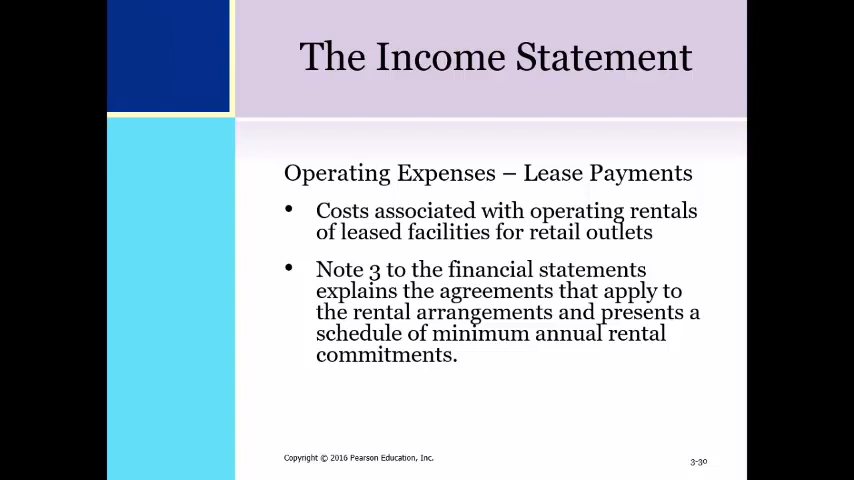 The Income Statement
Operating Expenses – Lease Payments
• Costs associated with operating rentals
of leased facilities for retail outlets
• Note 3 to the financial statements
explains the agreements that apply to
the rental arrangements and presents a
schedule of minimum annual rental
commitments.
Copyright © 2016 Pearson Education, Inc.
3-30